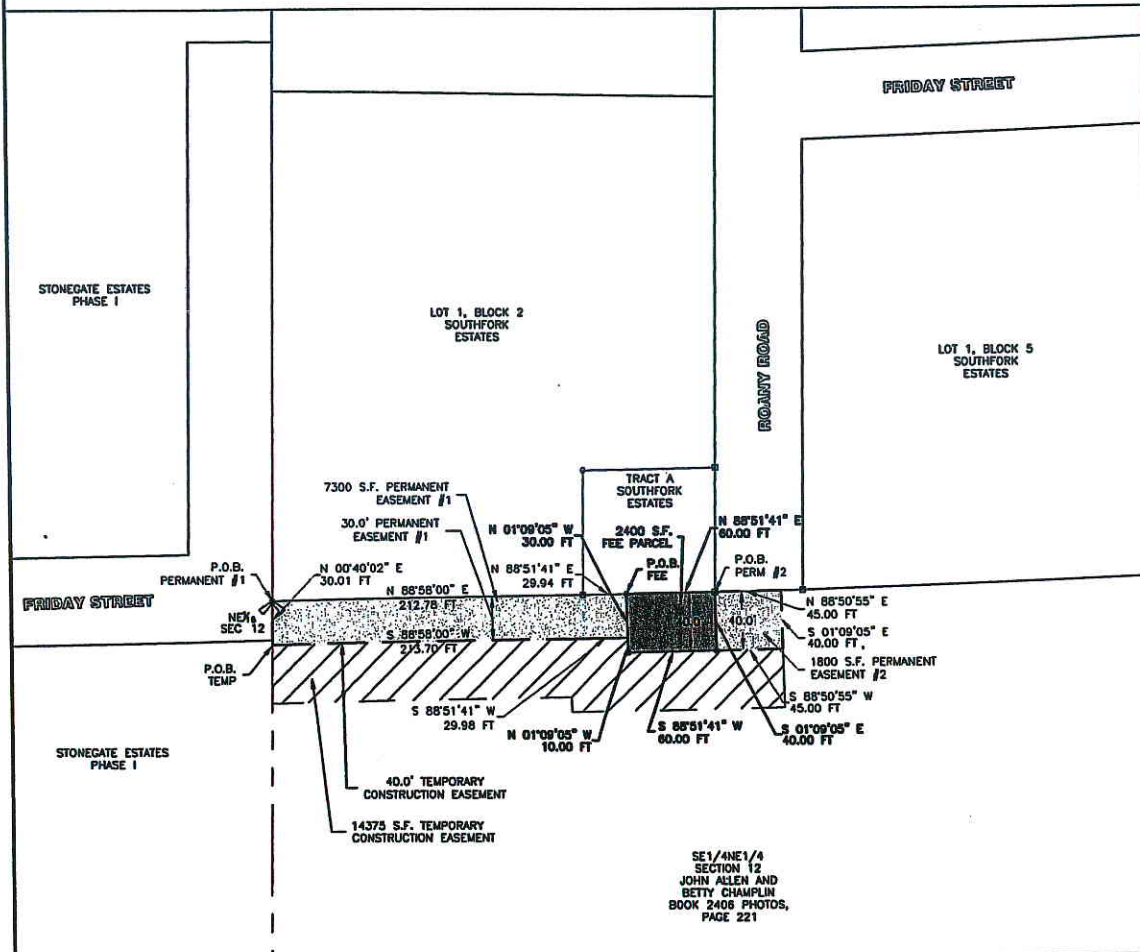 FRIDAY STREET
STONEGATE ESTATES
PHASE I
LOT 1, BLOCK 2
SOUTHFORK
ESTATES
ROANY ROAD
LOT 1, BLOCK 5
SOUTHFORK
ESTATES
TRACT A
SOUTHFORK
ESTATES
7300 S.F. PERMANENT
EASEMENT #1
30.0' PERMANENT
EASEMENT #1
N 01°09'05" W
30.00 FT
2400 S.F.
FEE PARCEL
N 88°51'41" E
60.00 FT
P.O.B.
PERMANENT #1
N 00°40'02" E
30.01 FT
N 88°58'00" E
212.78 FT
N 88°51'41" E
29.94 FT
P.O.B.
FEE
P.O.B.
PERM #2
FRIDAY STREET
SEC 12
S 88°58'00" W
213.70 FT
40.0'
40.0'
N 88°50'55" E
45.00 FT
S 01°09'05" E
40.00 FT
1800 S.F. PERMANENT
EASEMENT #2
P.O.B.
TEMP
S 88°51'41" W
29.98 FT
N 01°09'05" W
10.00 FT
S 88°51'41" W
60.00 FT
S 88°50'55" W
45.00 FT
S 01°09'05" E
40.00 FT
STONEGATE ESTATES
PHASE I
40.0' TEMPORARY
CONSTRUCTION EASEMENT
14375 S.F. TEMPORARY
CONSTRUCTION EASEMENT
SE1/4NE1/4
SECTION 12
JOHN ALLEN AND
BETTY CHAMPLIN
BOOK 2406 PHOTOS,
PAGE 221